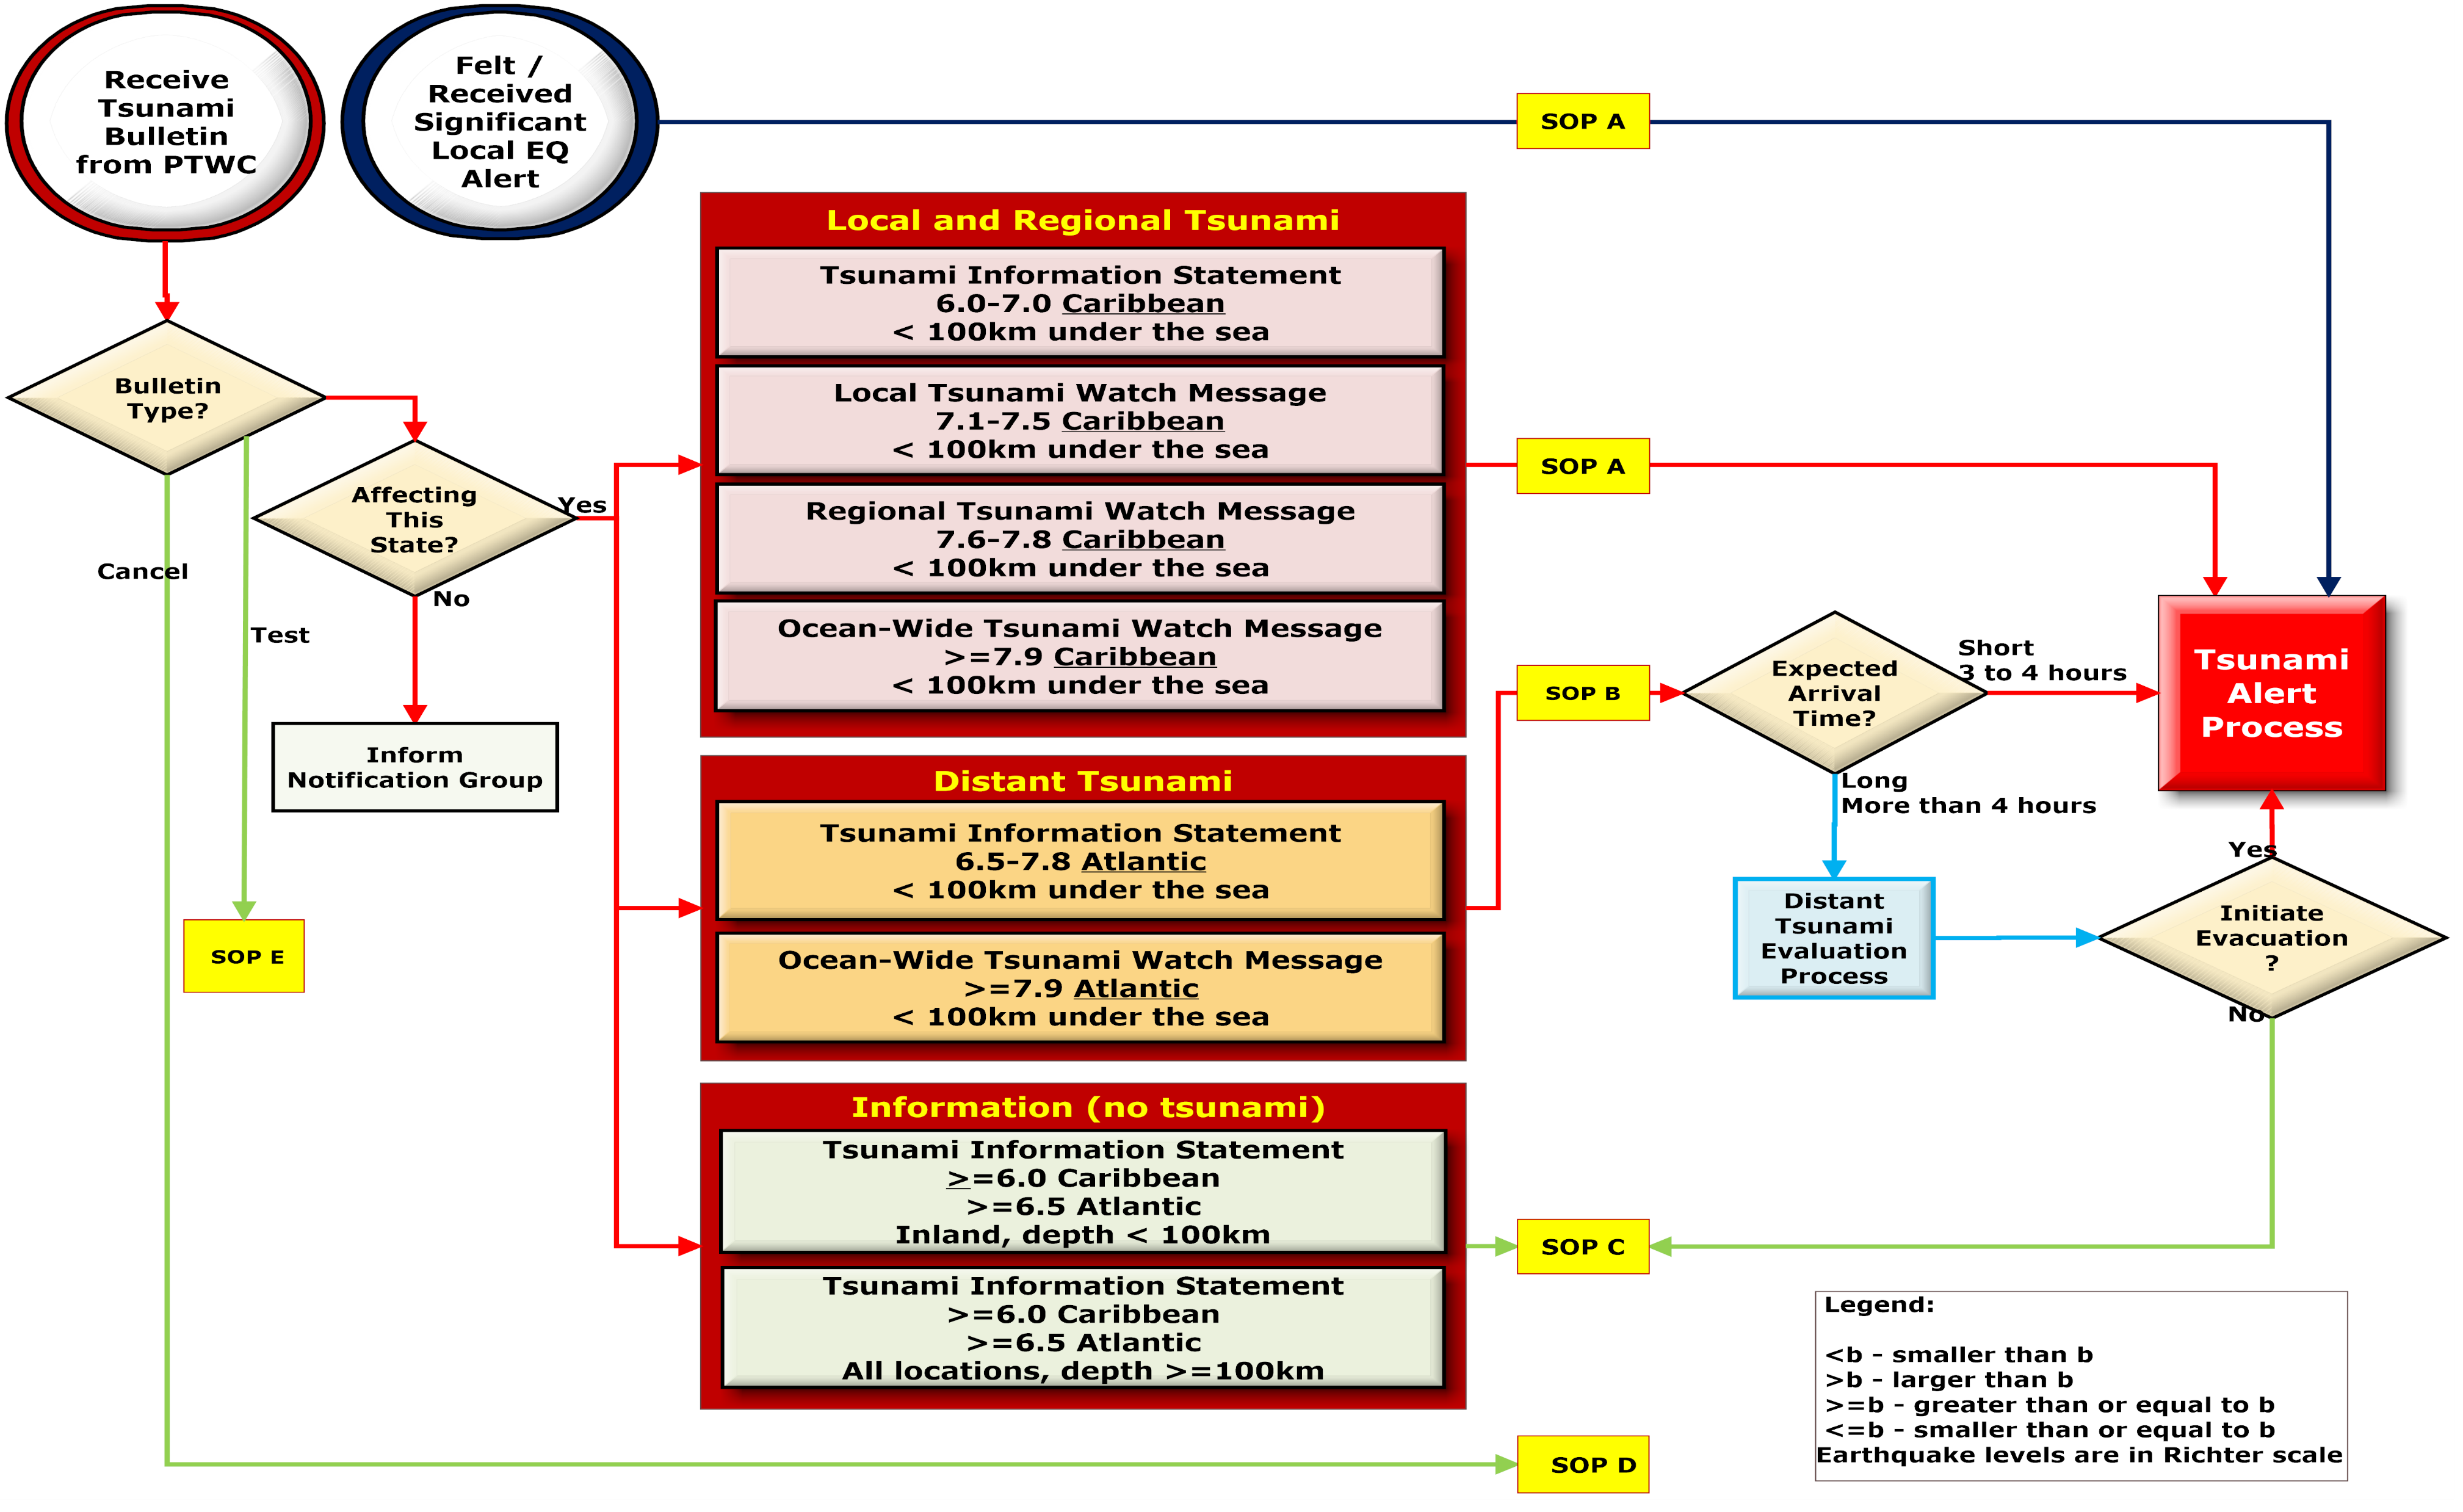 Receive
Tsunami
Bulletin
from PTWC
Felt /
Received
Significant
Local EQ
Alert
SOP A
Local and Regional Tsunami
Tsunami Information Statement
6.0-7.0 Caribbean
< 100km under the sea
Local Tsunami Watch Message
7.1-7.5 Caribbean
< 100km under the sea
Regional Tsunami Watch Message
7.6-7.8 Caribbean
< 100km under the sea
Ocean-Wide Tsunami Watch Message
>=7.9 Caribbean
< 100km under the sea
Bulletin
Type?
Affecting
This
State?
Yes
No
Cancel
Test
Inform
Notification Group
SOP E
SOP A
SOP B
Expected
Arrival
Time?
Short
3 to 4 hours
Long
More than 4 hours
Tsunami
Alert
Process
Distant Tsunami
Tsunami Information Statement
6.5-7.8 Atlantic
< 100km under the sea
Ocean-Wide Tsunami Watch Message
>=7.9 Atlantic
< 100km under the sea
Distant
Tsunami
Evaluation
Process
Yes
Initiate
Evacuation
?
No
Information (no tsunami)
Tsunami Information Statement
>=6.0 Caribbean
>=6.5 Atlantic
Inland, depth < 100km
Tsunami Information Statement
>=6.0 Caribbean
>=6.5 Atlantic
All locations, depth >=100km
SOP C
SOP D
Legend:
<b - smaller than b
>b - larger than b
>=b - greater than or equal to b
<=b - smaller than or equal to b
Earthquake levels are in Richter scale